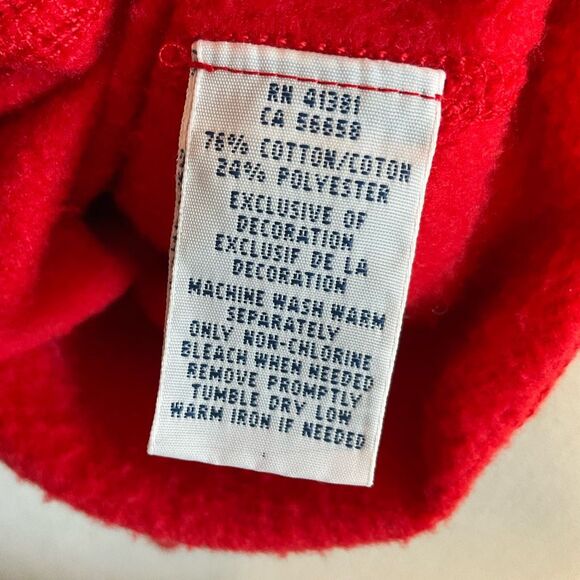 RN 41381
CA 56858
76% COTTON/COTON
24% POLYESTER
EXCLUSIVE OF
DECORATION
EXCLUSIF DE LA
DECORATION
MACHINE WASH WARM
SEPARATELY
ONLY NON-CHLORINE
BLEACH WHEN NEEDED
REMOVE PROMPTLY
TUMBLE DRY LOW
WARM IRON IF NEEDED